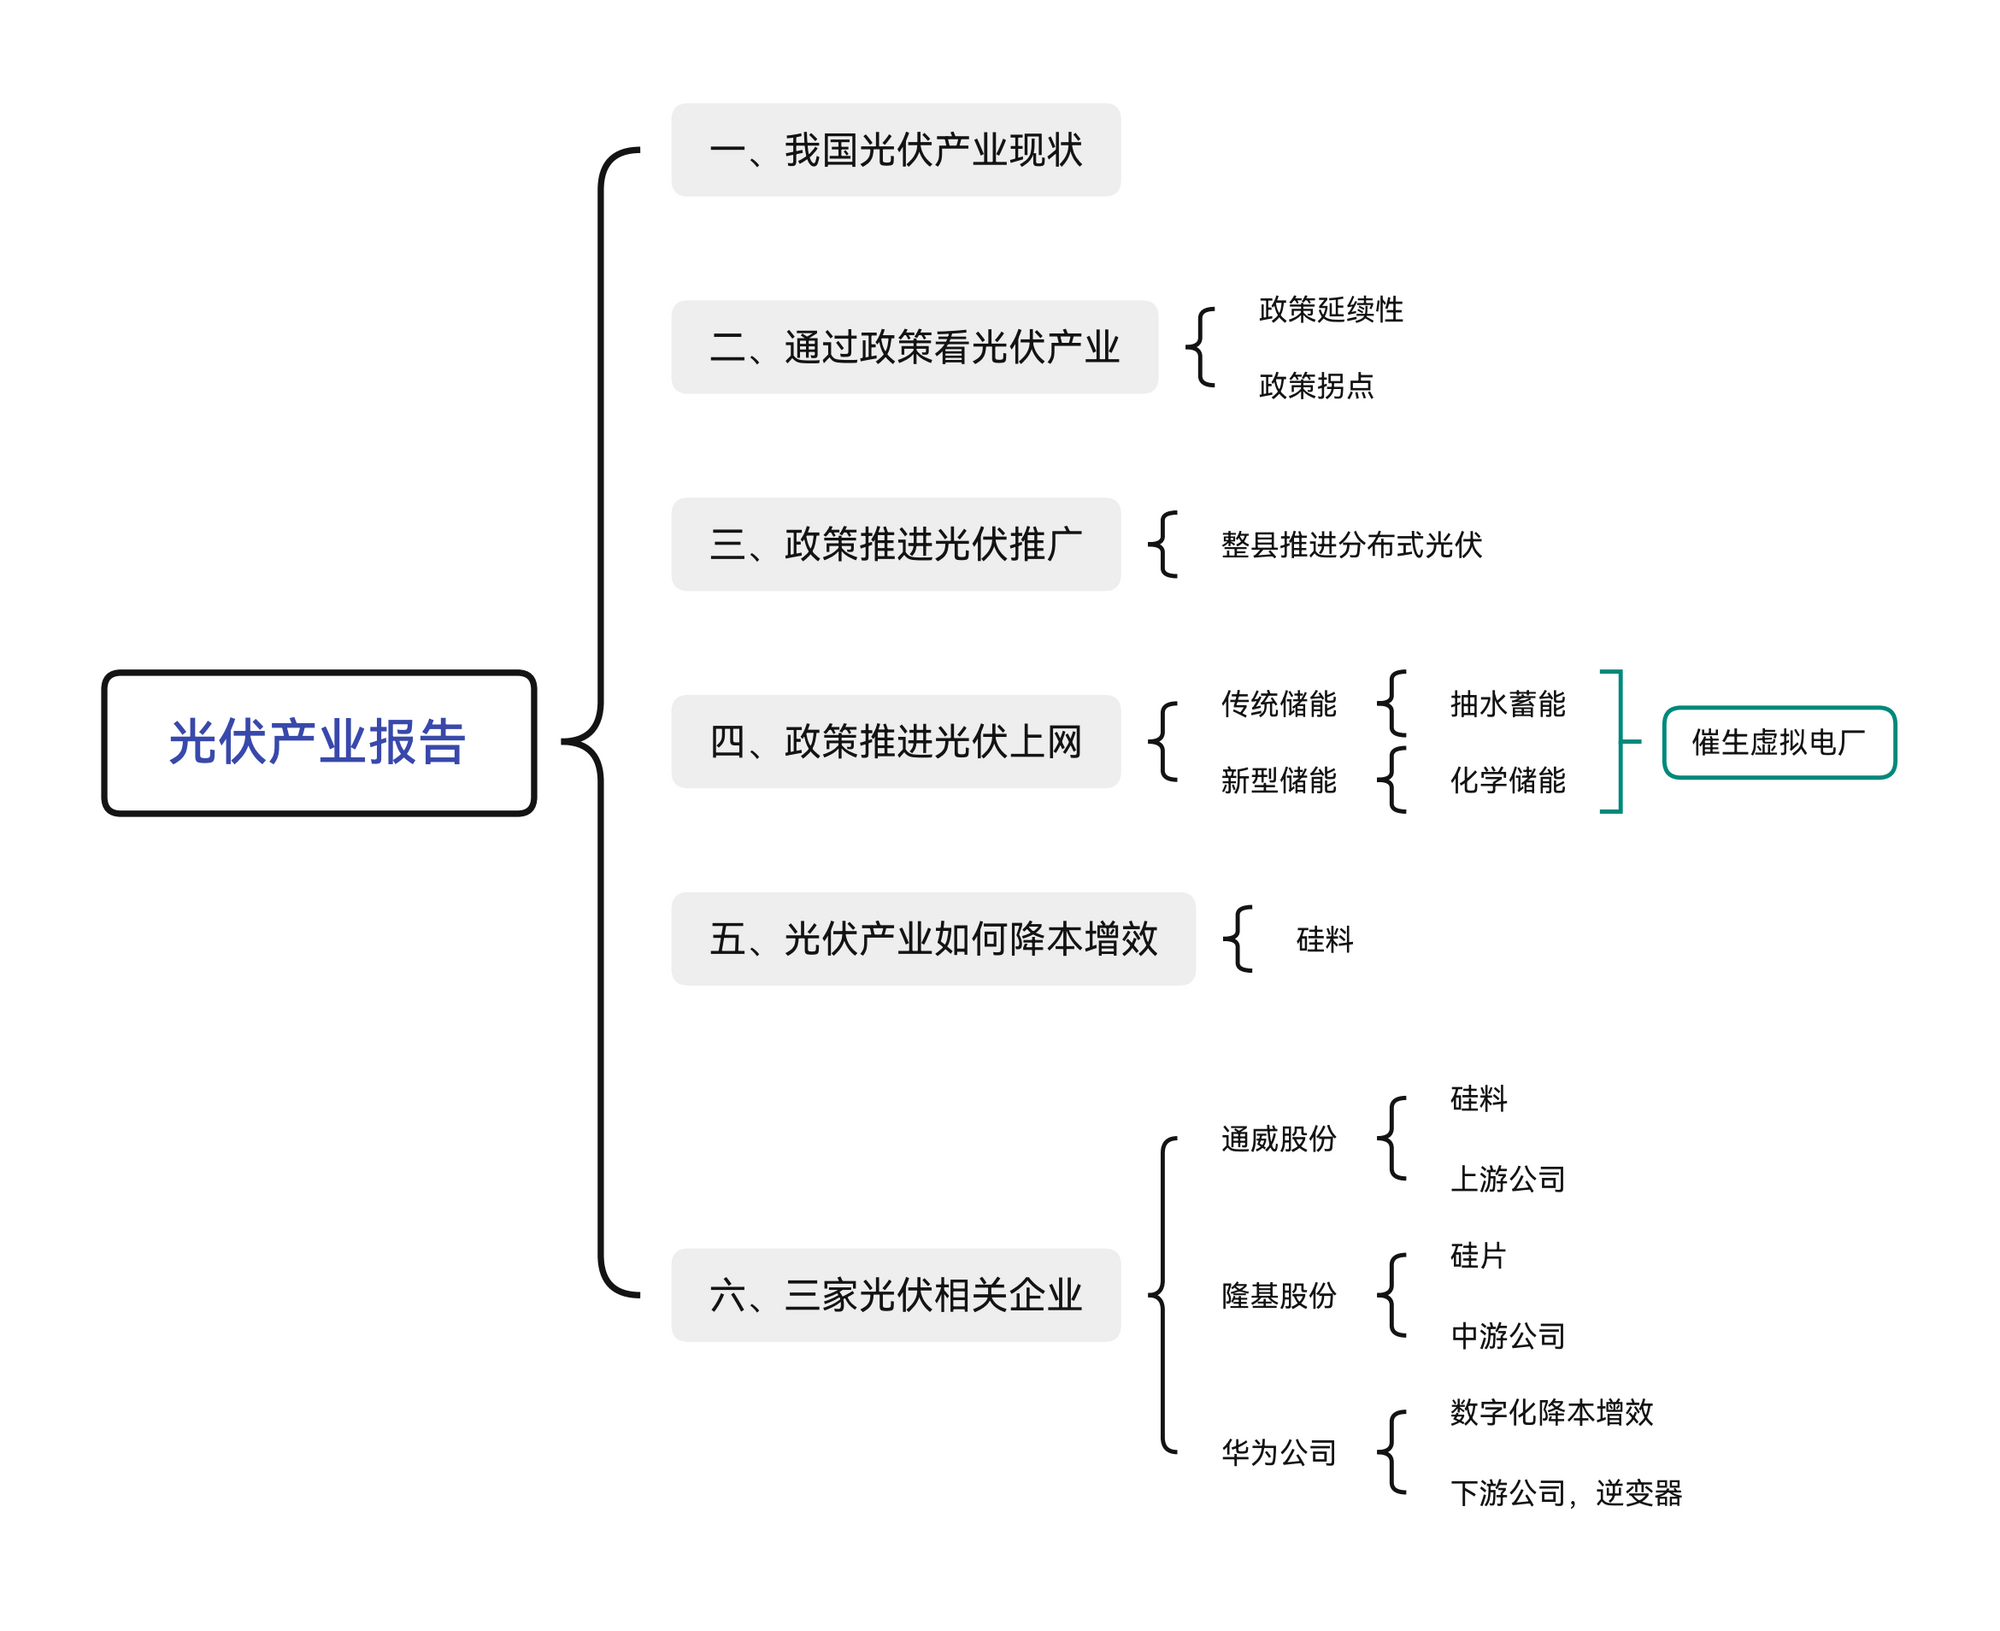 光伏产业报告
一、我国光伏产业现状
二、通过政策看光伏产业
政策延续性
政策拐点
三、政策推进光伏推广
整县推进分布式光伏
四、政策推进光伏上网
传统储能
抽水蓄能
新型储能
化学储能
催生虚拟电厂
五、光伏产业如何降本增效
硅料
六、三家光伏相关企业
通威股份
硅料
上游公司
隆基股份
硅片
中游公司
华为公司
数字化降本增效
下游公司，逆变器